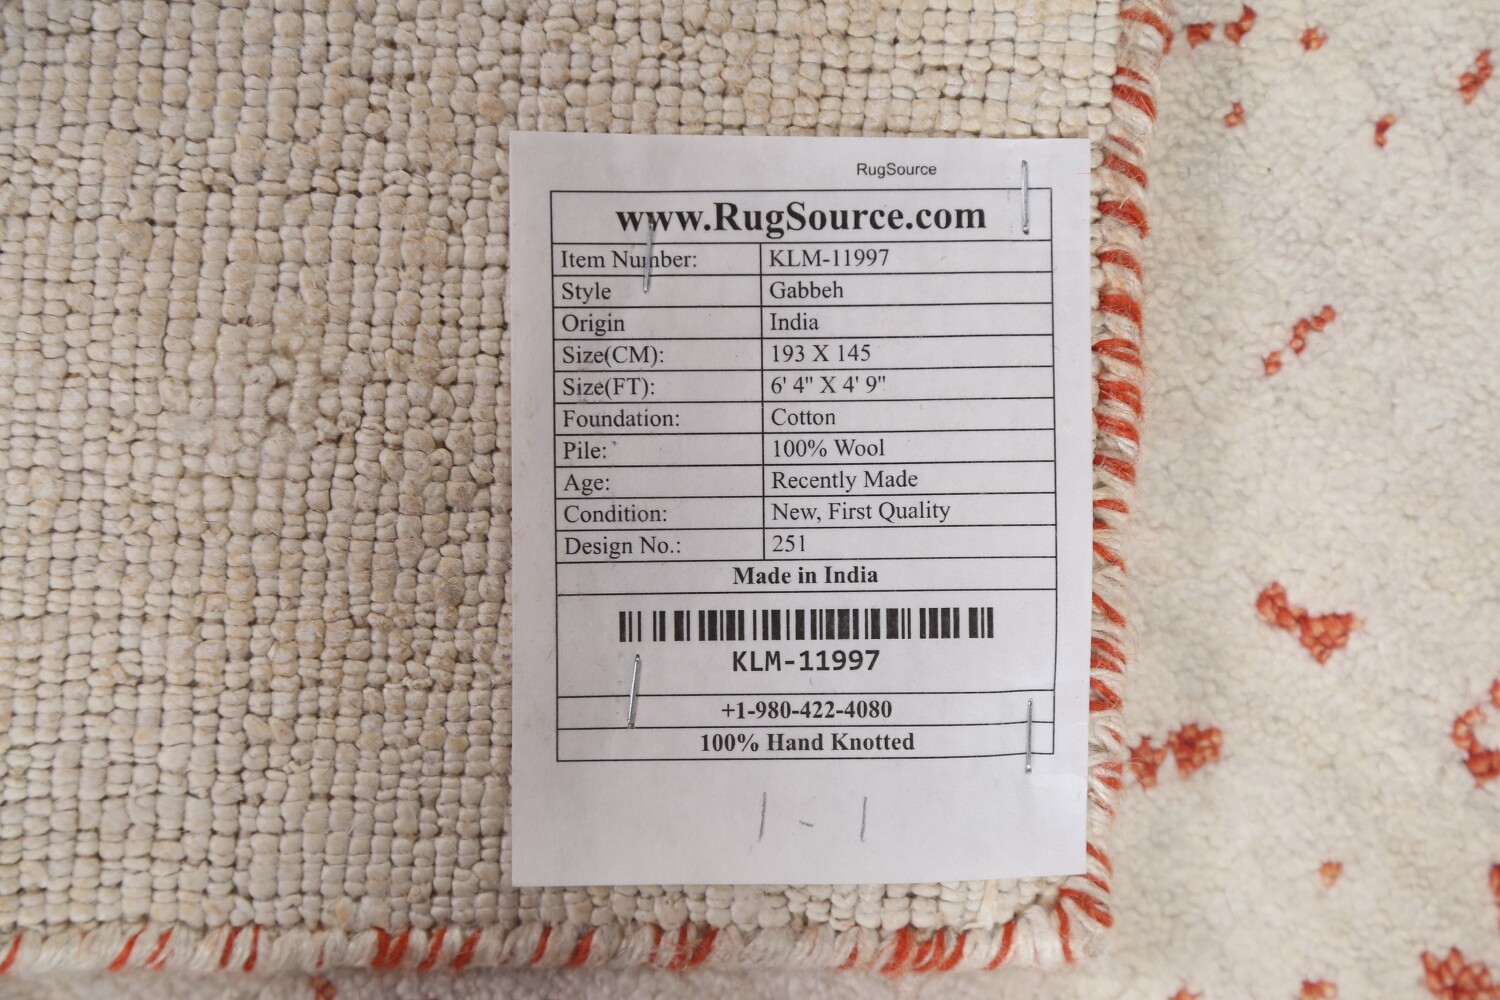 RugSource
www.RugSource.com
Item Number: KLM-11997
Style Gabbeh
Origin India
Size(CM): 193 X 145
Size(FT): 6' 4" X 4' 9"
Foundation: Cotton
Pile: 100% Wool
Age: Recently Made
Condition: New, First Quality
Design No.: 251
Made in India
KLM-11997
+1-980-422-4080
100% Hand Knotted
1 - 1